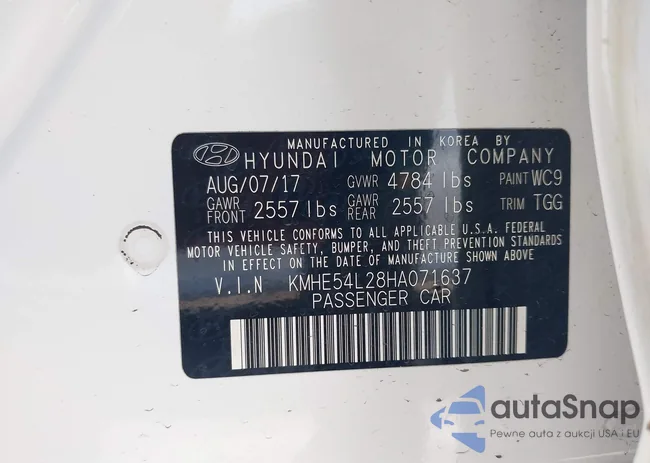 MANUFACTURED IN KOREA BY
HYUNDAI MOTOR COMPANY
AUG/07/17 GVWR 4784 lbs PAINT WC9
GAWR FRONT 2557 lbs GAWR REAR 2557 lbs TRIM TGG
THIS VEHICLE CONFORMS TO ALL APPLICABLE U.S.A. FEDERAL
MOTOR VEHICLE SAFETY, BUMPER, AND THEFT PREVENTION STANDARDS
IN EFFECT ON THE DATE OF MANUFACTURE SHOWN ABOVE.
V.I.N KMHE54L28HA071637
PASSENGER CAR
autaSnap
Pewne auta z aukcji USA i EU